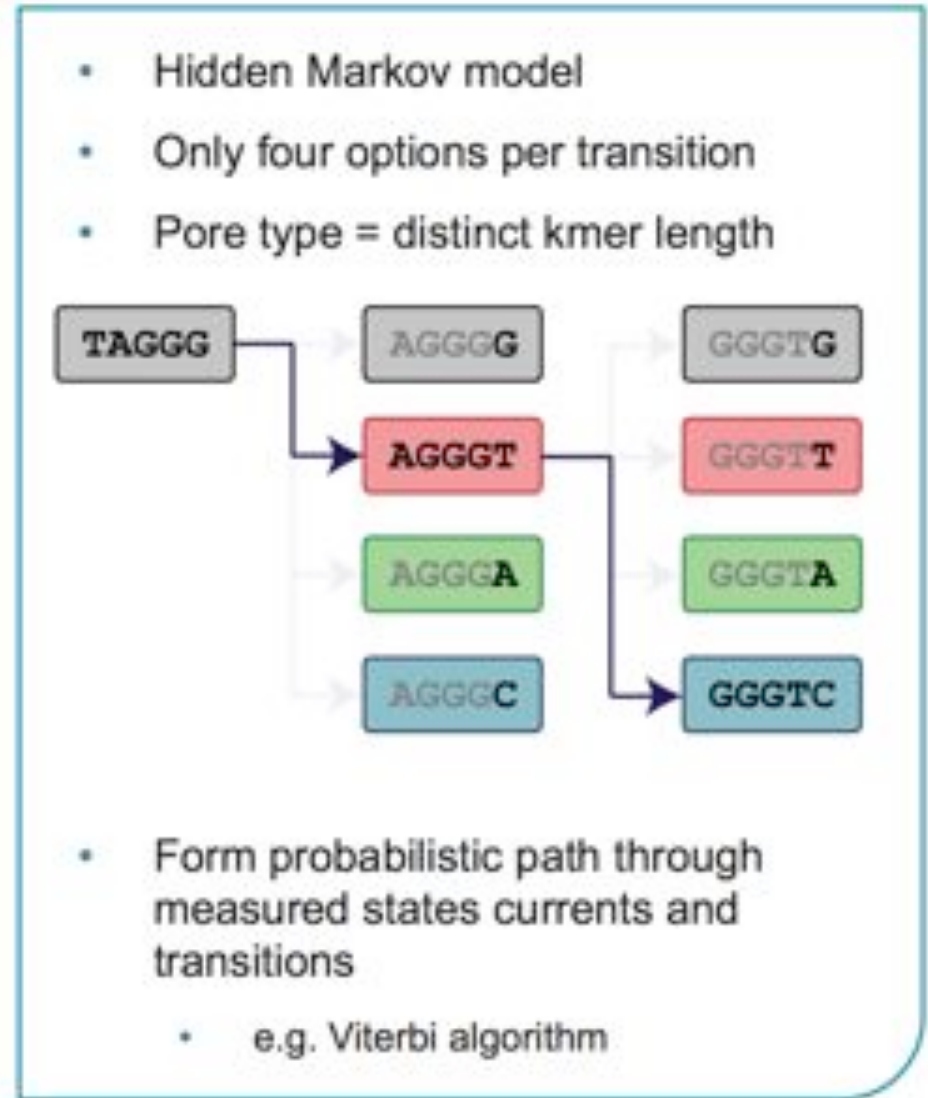 Hidden Markov model
Only four options per transition
Pore type = distinct kmer length
TAGGG
AGGGG
GGGTG
AGGGT
GGGTT
AGGGA
GGGTA
AGGGC
GGGTC
Form probabilistic path through
measured states currents and
transitions
e.g. Viterbi algorithm